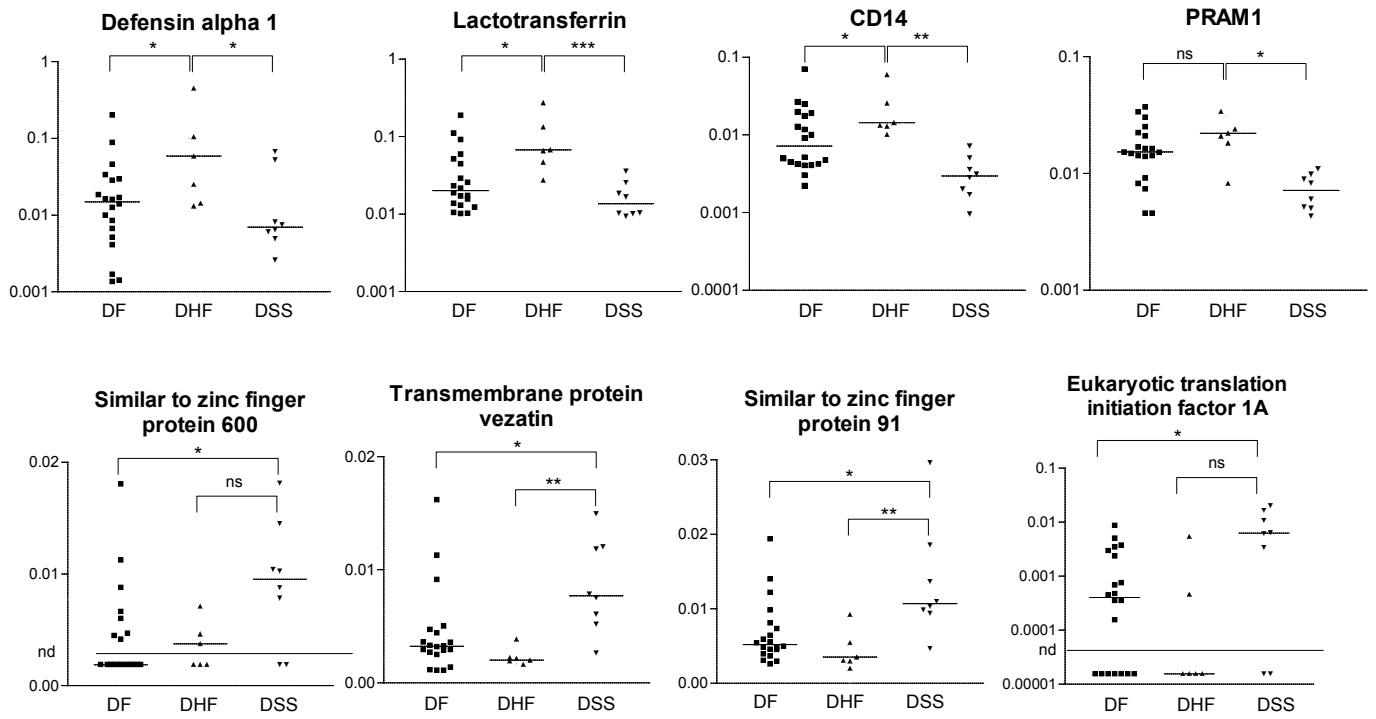 Defensin alpha 1
* *
1
0.1
0.01
0.001
DF DHF DSS
Lactotransferrin
* ***
1
0.1
0.01
0.001
DF DHF DSS
CD14
* **
0.1
0.01
0.001
0.0001
DF DHF DSS
PRAM1
ns *
0.1
0.01
0.001
DF DHF DSS
Similar to zinc finger
protein 600
*
ns
0.02
0.01
nd
0.00
DF DHF DSS
Transmembrane protein
vezatin
*
**
0.02
0.01
0.00
DF DHF DSS
Similar to zinc finger
protein 91
*
**
0.03
0.02
0.01
0.00
DF DHF DSS
Eukaryotic translation
initiation factor 1A
*
ns
0.1
0.01
0.001
0.0001
nd
0.00001
DF DHF DSS